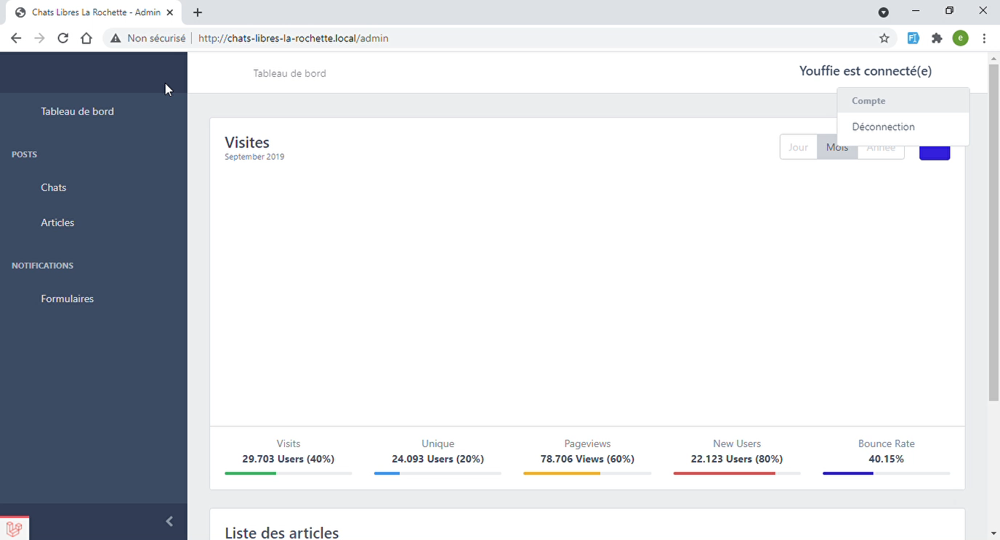 Chats Libres La Rochette - Admin
Non sécurisé
http://chats-libres-la-rochette.local/admin
FI
e
Tableau de bord
Youffie est connecté(e)
Compte
Déconnection
Tableau de bord
POSTS
Chats
Articles
NOTIFICATIONS
Formulaires
Visites
September 2019
Jour
Mois
Année
Visits
29.703 Users (40%)
Unique
24.093 Users (20%)
Pageviews
78.706 Views (60%)
New Users
22.123 Users (80%)
Bounce Rate
40.15%
Liste des articles